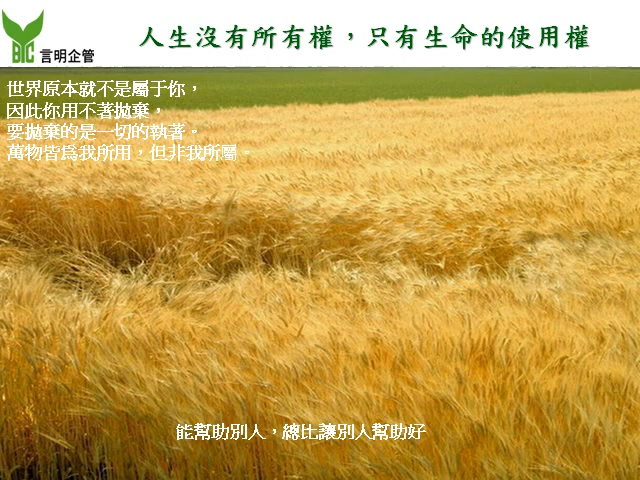 YBC 言明企管
人生沒有所有權，只有生命的使用權
世界原本就不是屬于你，
因此你用不著拋棄，
要拋棄的是一切的執著。
萬物皆為我所用，但非我所屬。
能幫助別人，總比讓別人幫助好